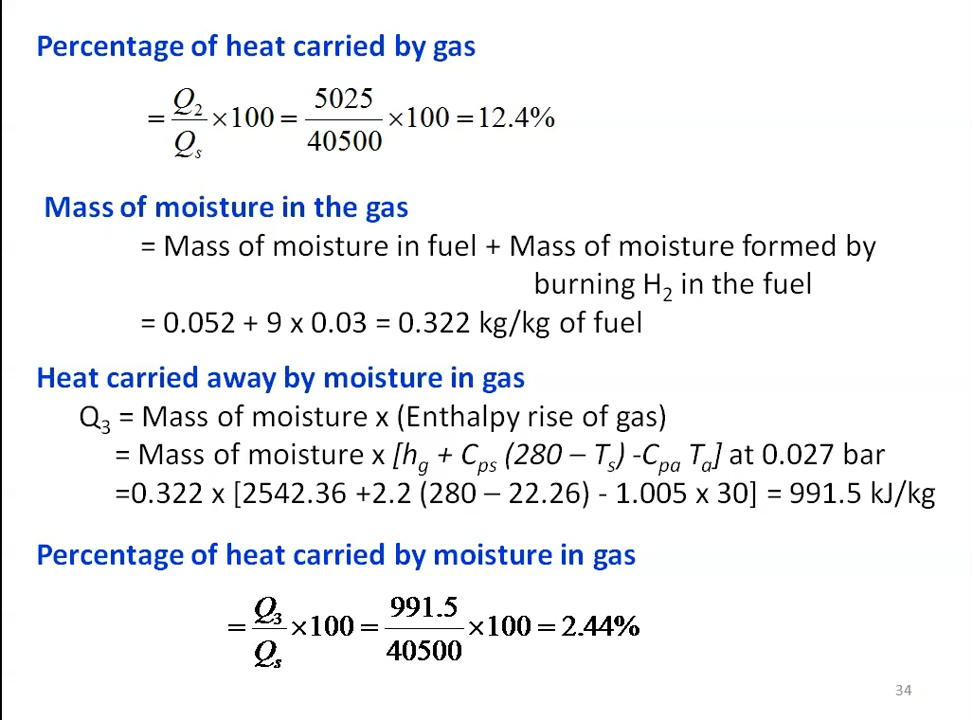 Percentage of heat carried by gas
= Q₂/Qₛ ×100 = 5025/40500 ×100 = 12.4%
Mass of moisture in the gas
= Mass of moisture in fuel + Mass of moisture formed by
burning H₂ in the fuel
= 0.052 + 9 x 0.03 = 0.322 kg/kg of fuel
Heat carried away by moisture in gas
Q₃ = Mass of moisture x (Enthalpy rise of gas)
= Mass of moisture x [h_g + C_ps (280 – T_s) -C_pa T_a] at 0.027 bar
=0.322 x [2542.36 +2.2 (280 – 22.26) - 1.005 x 30] = 991.5 kJ/kg
Percentage of heat carried by moisture in gas
= Q₃/Qₛ ×100 = 991.5/40500 ×100 = 2.44%
34